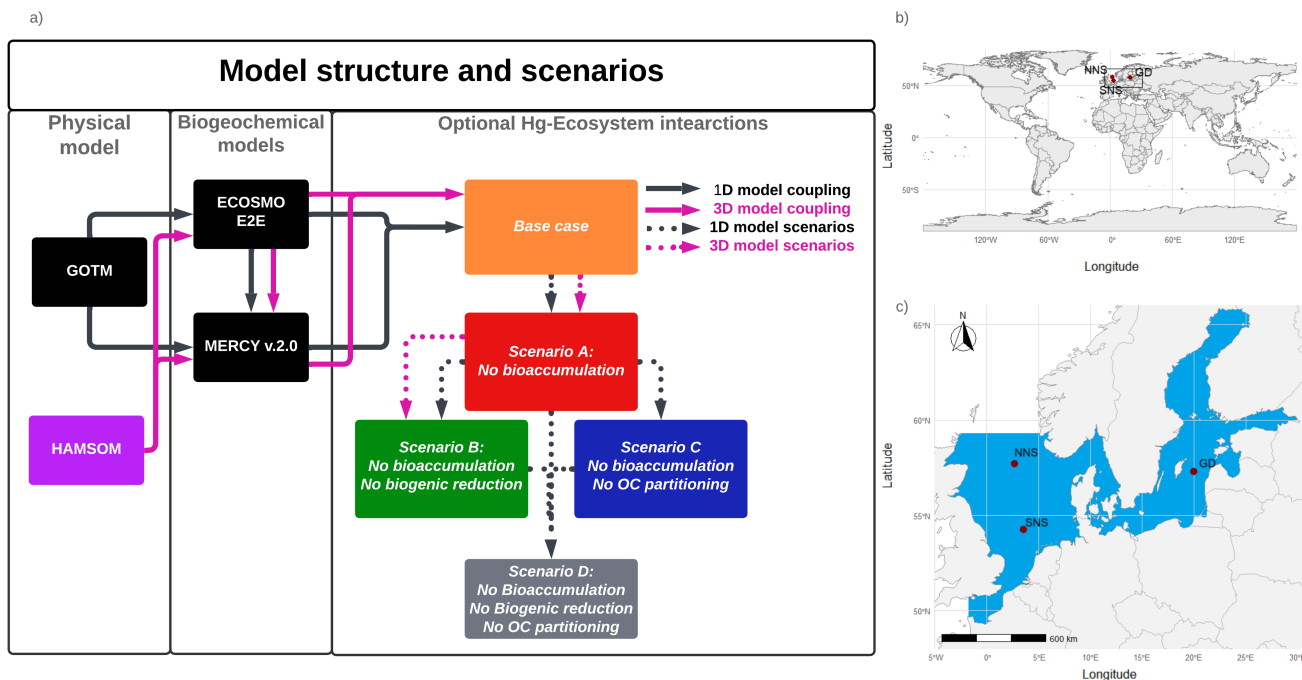 a)
Model structure and scenarios
Physical
model
Biogeochemical
models
Optional Hg-Ecosystem intearctions
ECOSMO
E2E
GOTM
MERCY v.2.0
HAMSOM
Base case
1D model coupling
3D model coupling
1D model scenarios
3D model scenarios
Scenario A:
No bioaccumulation
Scenario B:
No bioaccumulation
No biogenic reduction
Scenario C
No bioaccumulation
No OC partitioning
Scenario D:
No Bioaccumulation
No Biogenic reduction
No OC partitioning
b)
NNS
GD
SNS
50°N
0°
50°S
Latitude
120°W
60°W
0°
60°E
120°E
Longitude
c)
N
65°N
60°N
55°N
50°N
Latitude
NNS
GD
SNS
600 km
5°W
0°
5°E
10°E
15°E
20°E
25°E
30°E
Longitude